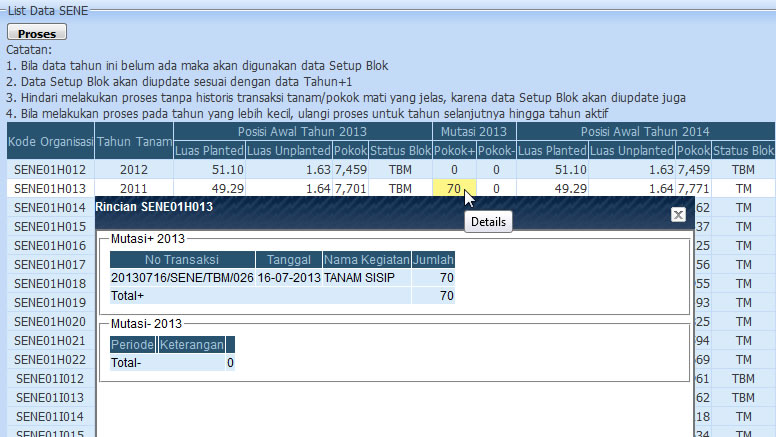 List Data SENE
Proses
Catatan:
1. Bila data tahun ini belum ada maka akan digunakan data Setup Blok
2. Data Setup Blok akan diupdate sesuai dengan data Tahun+1
3. Hindari melakukan proses tanpa historis transaksi tanam/pokok mati yang jelas, karena data Setup Blok akan diupdate juga
4. Bila melakukan proses pada tahun yang lebih kecil, ulangi proses untuk tahun selanjutnya hingga tahun aktif
Kode Organisasi Tahun Tanam Posisi Awal Tahun 2013 Mutasi 2013 Posisi Awal Tahun 2014
Luas Planted Luas Unplanted Pokok Status Blok Pokok+ Pokok- Luas Planted Luas Unplanted Pokok Status Blok
SENE01H012 2012 51.10 1.63 7,459 TBM 0 0 51.10 1.63 7,459 TBM
SENE01H013 2011 49.29 1.64 7,701 TBM 70 0 49.29 1.64 7,771 TM
Rincian SENE01H013
Details
Mutasi+ 2013
No Transaksi Tanggal Nama Kegiatan Jumlah
20130716/SENE/TBM/026 16-07-2013 TANAM SISIP 70
Total+ 70
Mutasi- 2013
Periode Keterangan
Total- 0
SENE01H014 62 TM
SENE01H015 37 TM
SENE01H016 25 TM
SENE01H017 56 TM
SENE01H018 55 TM
SENE01H019 93 TM
SENE01H020 25 TM
SENE01H021 94 TM
SENE01H022 69 TM
SENE01I012 61 TBM
SENE01I013 62 TBM
SENE01I014 18 TM
SENE01I015 34 TM